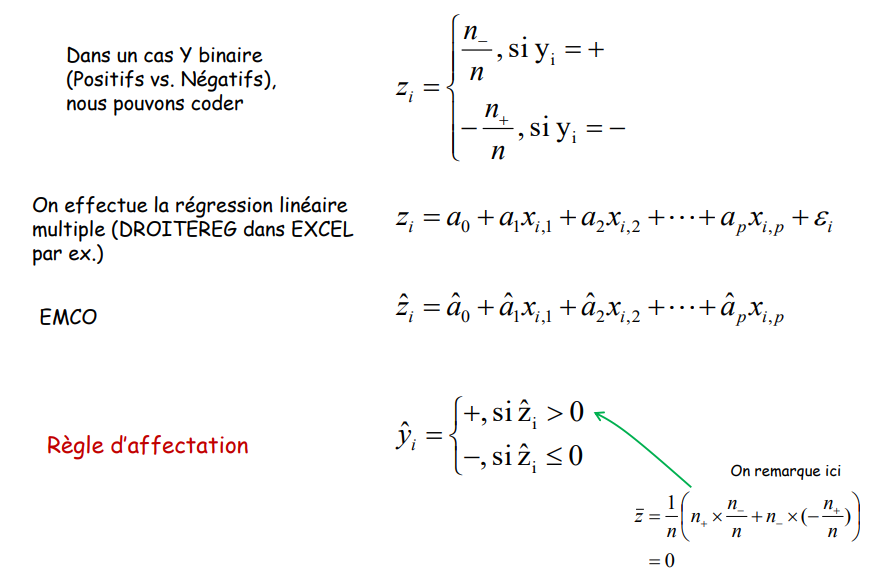 Dans un cas Y binaire
(Positifs vs. Négatifs),
nous pouvons coder
z_i = { n_-/n , si y_i = +
-n_+/n , si y_i = -
On effectue la régression linéaire
multiple (DROITEREG dans EXCEL
par ex.)
z_i = a_0 + a_1x_{i,1} + a_2x_{i,2} + ⋯ + a_px_{i,p} + ε_i
EMCO
ẑ_i = â_0 + â_1x_{i,1} + â_2x_{i,2} + ⋯ + â_px_{i,p}
Règle d'affectation
ŷ_i = { +, si ẑ_i > 0
-, si ẑ_i ≤ 0
On remarque ici
z̄ = 1/n ( n_+ × n_-/n + n_- × (-n_+/n) )
= 0